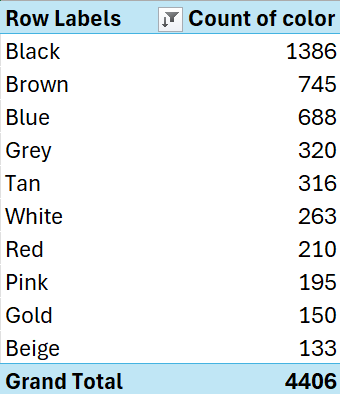 Row Labels Count of color
Black 1386
Brown 745
Blue 688
Grey 320
Tan 316
White 263
Red 210
Pink 195
Gold 150
Beige 133
Grand Total 4406